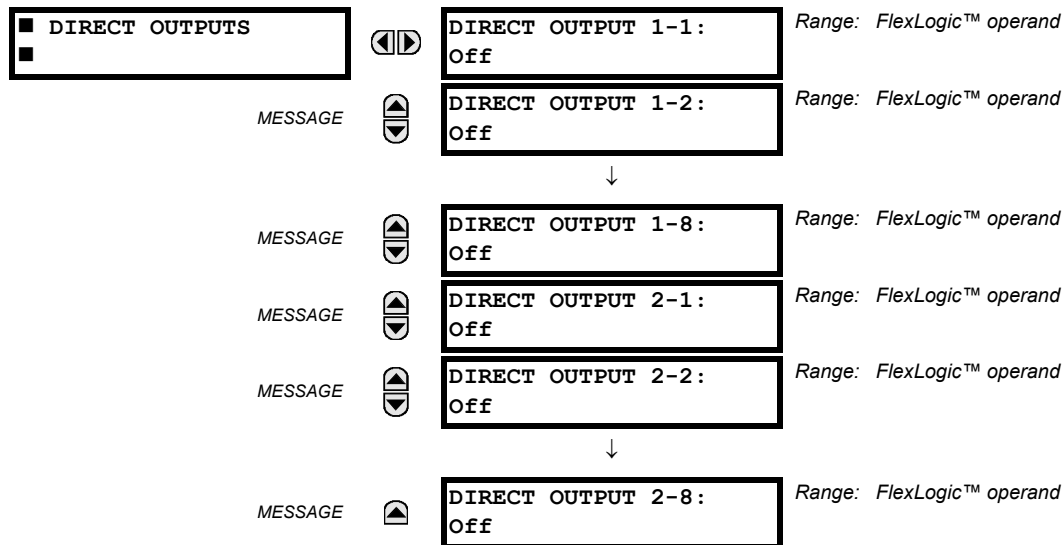 ■ DIRECT OUTPUTS
■
DIRECT OUTPUT 1-1:
Off
Range: FlexLogic™ operand
MESSAGE
DIRECT OUTPUT 1-2:
Off
Range: FlexLogic™ operand
↓
MESSAGE
DIRECT OUTPUT 1-8:
Off
Range: FlexLogic™ operand
MESSAGE
DIRECT OUTPUT 2-1:
Off
Range: FlexLogic™ operand
MESSAGE
DIRECT OUTPUT 2-2:
Off
Range: FlexLogic™ operand
↓
MESSAGE
DIRECT OUTPUT 2-8:
Off
Range: FlexLogic™ operand